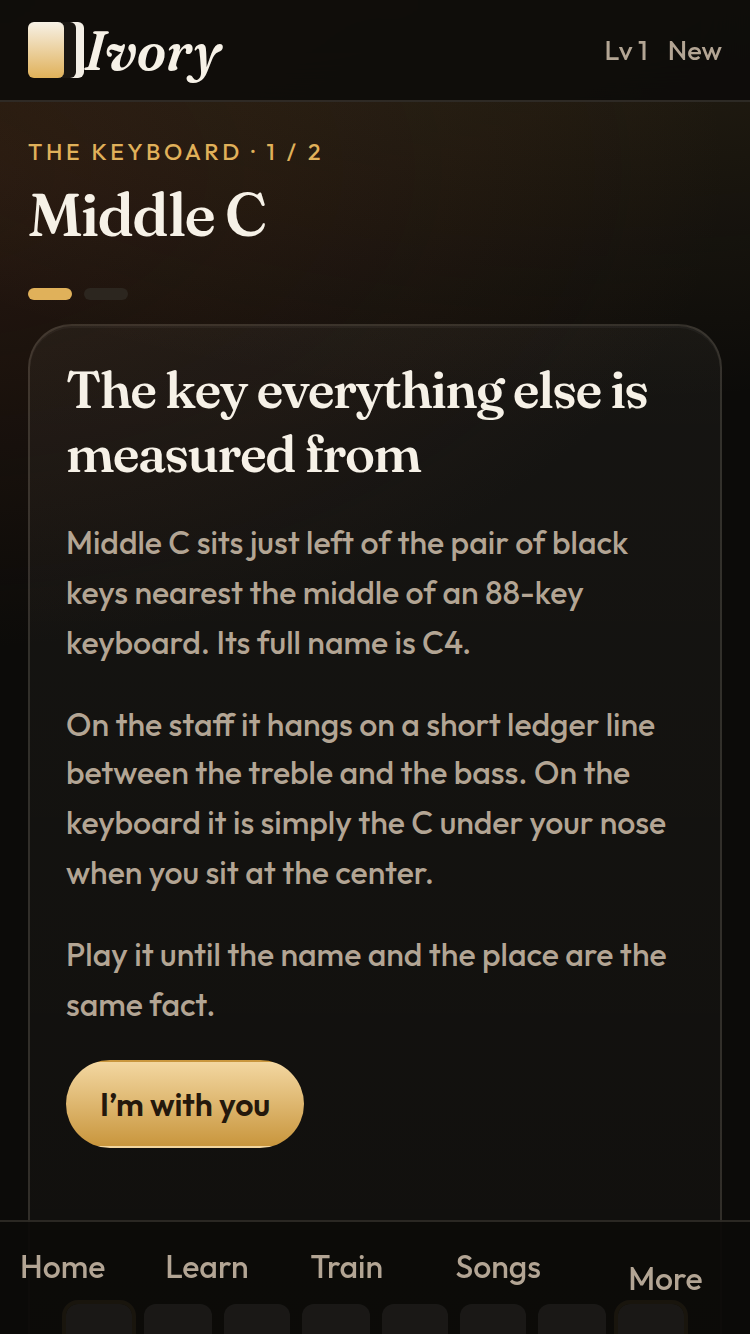 Ivory
Lv 1 New
THE KEYBOARD · 1 / 2
Middle C
The key everything else is
measured from
Middle C sits just left of the pair of black
keys nearest the middle of an 88-key
keyboard. Its full name is C4.
On the staff it hangs on a short ledger line
between the treble and the bass. On the
keyboard it is simply the C under your nose
when you sit at the center.
Play it until the name and the place are the
same fact.
I’m with you
Home Learn Train Songs More